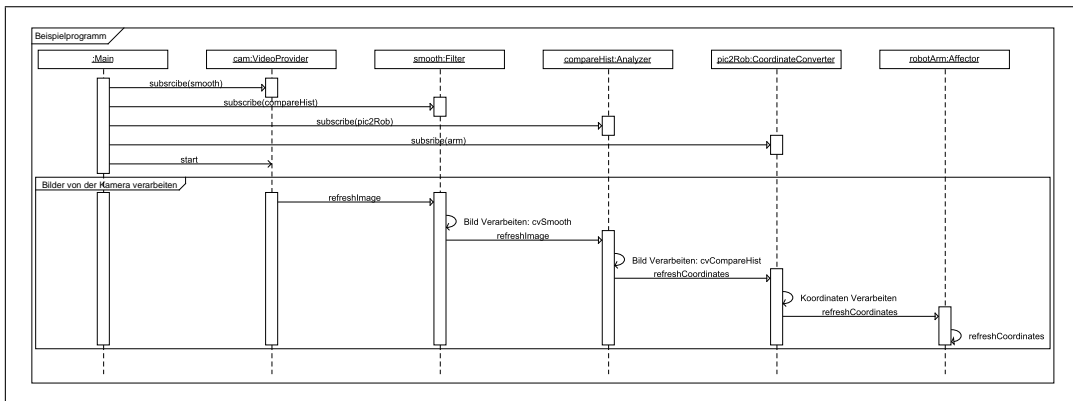 Beispielprogramm
:Main
cam:VideoProvider
smooth:Filter
compareHist:Analyzer
pic2Rob:CoordinateConverter
robotArm:Affector
subsrcibe(smooth)
subscribe(compareHist)
subscribe(pic2Rob)
subsribe(arm)
start
Bilder von der Kamera verarbeiten
refreshImage
Bild Verarbeiten: cvSmooth
refreshImage
Bild Verarbeiten: cvCompareHist
refreshCoordinates
Koordinaten Verarbeiten
refreshCoordinates
refreshCoordinates